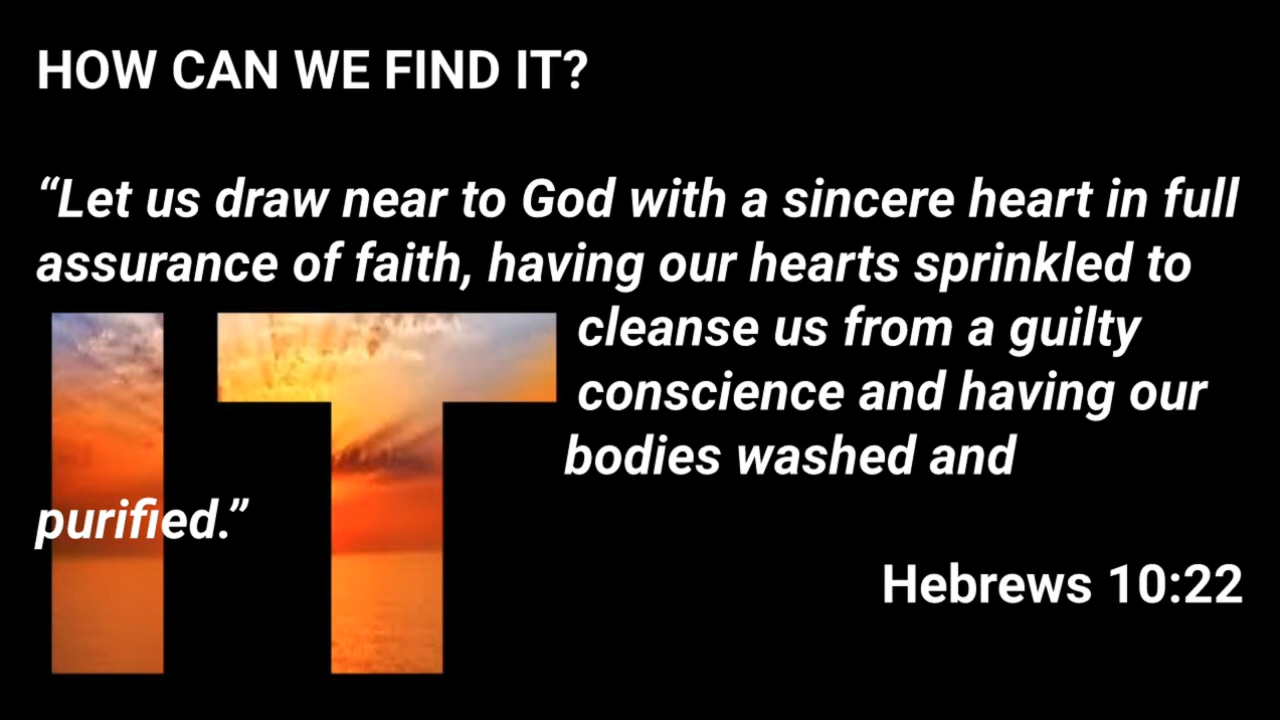 HOW CAN WE FIND IT?
“Let us draw near to God with a sincere heart in full
assurance of faith, having our hearts sprinkled to
cleanse us from a guilty
conscience and having our
bodies washed and
purified.”
IT
Hebrews 10:22